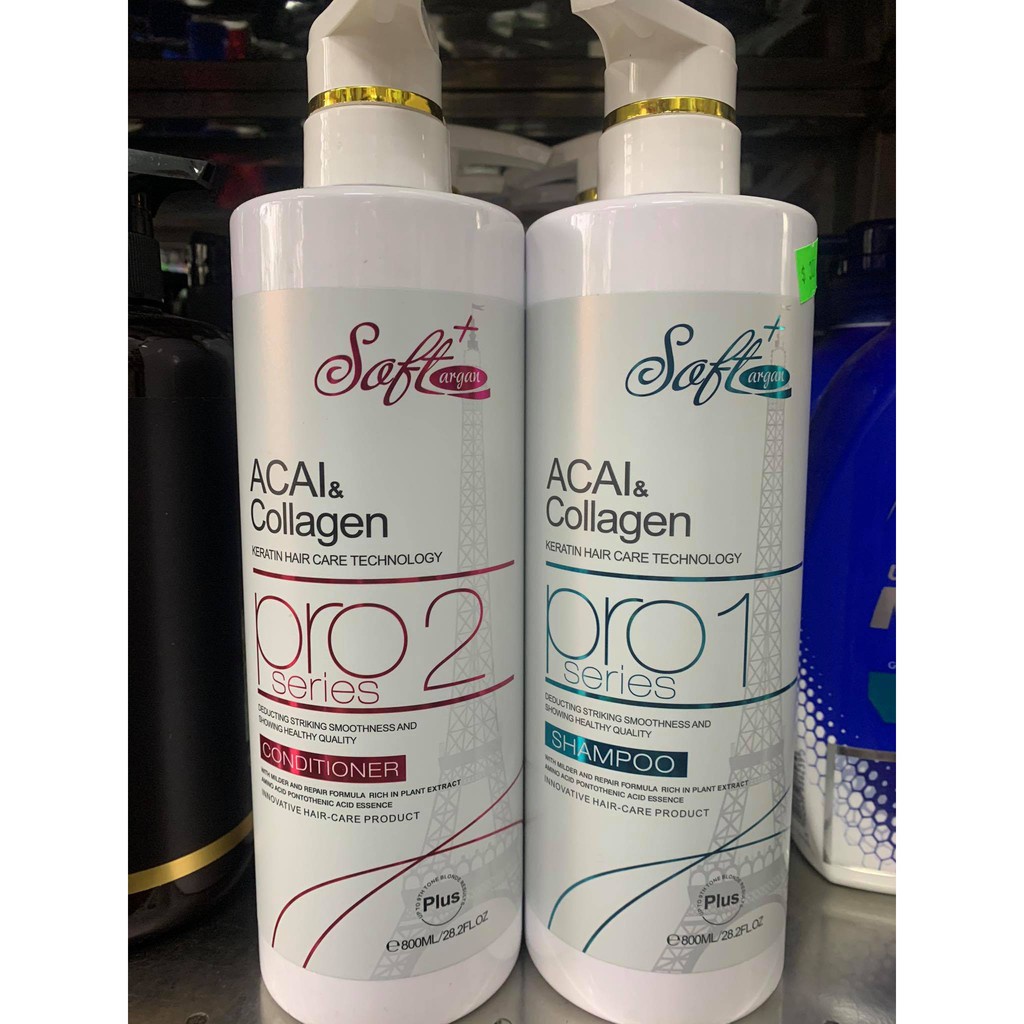 Soft+
argan
ACAI &
Collagen
KERATIN HAIR CARE TECHNOLOGY
pro 2
series
DEDUCTING STRIKING SMOOTHNESS AND
SHOWING HEALTHY QUALITY
CONDITIONER
WITH MILDER AND REPAIR FORMULA RICH IN PLANT EXTRACT
AMINO ACID PONTOTHENIC ACID ESSENCE
INNOVATIVE HAIR-CARE PRODUCT
Plus
℮800ML/28.2FL.OZ
Soft+
argan
ACAI &
Collagen
KERATIN HAIR CARE TECHNOLOGY
pro 1
series
DEDUCTING STRIKING SMOOTHNESS AND
SHOWING HEALTHY QUALITY
SHAMPOO
WITH MILDER AND REPAIR FORMULA RICH IN PLANT EXTRACT
AMINO ACID PONTOTHENIC ACID ESSENCE
INNOVATIVE HAIR-CARE PRODUCT
Plus
℮800ML/28.2FL.OZ